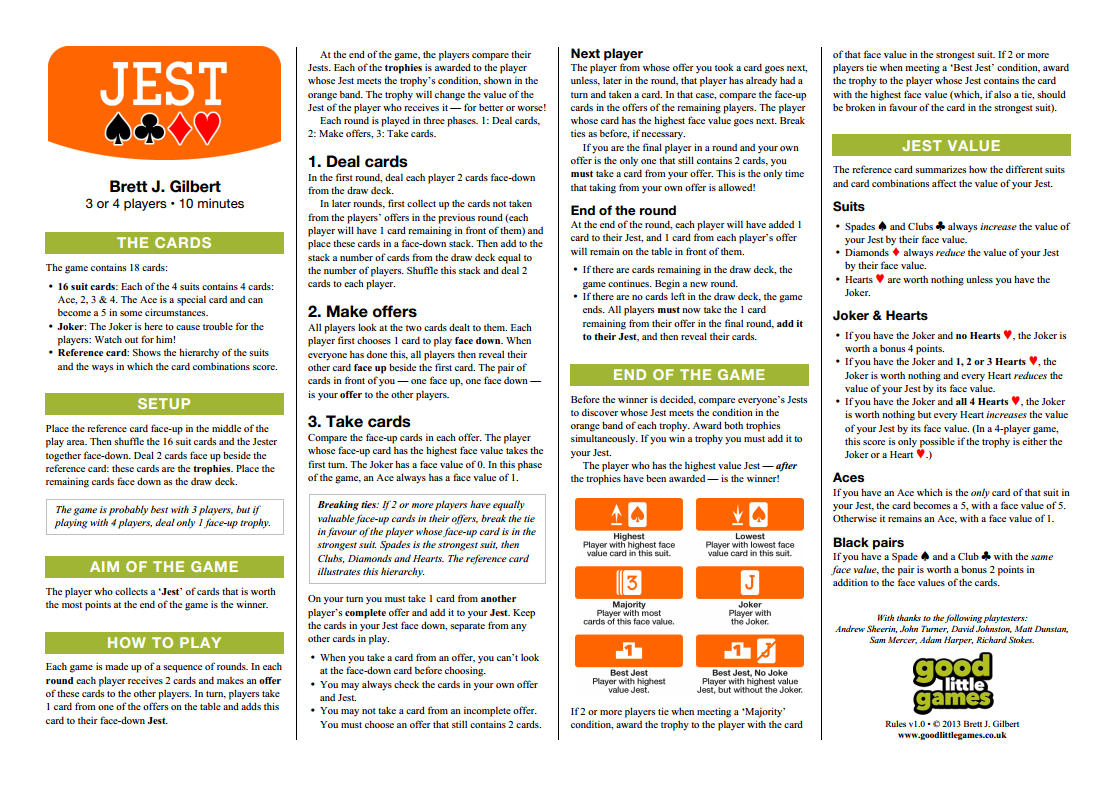 JEST
Brett J. Gilbert
3 or 4 players • 10 minutes
THE CARDS
The game contains 18 cards:
• 16 suit cards: Each of the 4 suits contains 4 cards:
Ace, 2, 3 & 4. The Ace is a special card and can
become a 5 in some circumstances.
• Joker: The Joker is here to cause trouble for the
players: Watch out for him!
• Reference card: Shows the hierarchy of the suits
and the ways in which the card combinations score.
SETUP
Place the reference card face-up in the middle of the
play area. Then shuffle the 16 suit cards and the Jester
together face-down. Deal 2 cards face up beside the
reference card: these cards are the trophies. Place the
remaining cards face down as the draw deck.
The game is probably best with 3 players, but if
playing with 4 players, deal only 1 face-up trophy.
AIM OF THE GAME
The player who collects a ‘Jest’ of cards that is worth
the most points at the end of the game is the winner.
HOW TO PLAY
Each game is made up of a sequence of rounds. In each
round each player receives 2 cards and makes an offer
of these cards to the other players. In turn, players take
1 card from one of the offers on the table and adds this
card to their face-down Jest.
At the end of the game, the players compare their
Jests. Each of the trophies is awarded to the player
whose Jest meets the trophy’s condition, shown in the
orange band. The trophy will change the value of the
Jest of the player who receives it — for better or worse!
Each round is played in three phases. 1: Deal cards,
2: Make offers, 3: Take cards.
1. Deal cards
In the first round, deal each player 2 cards face-down
from the draw deck.
In later rounds, first collect up the cards not taken
from the players’ offers in the previous round (each
player will have 1 card remaining in front of them) and
place these cards in a face-down stack. Then add to the
stack a number of cards from the draw deck equal to
the number of players. Shuffle this stack and deal 2
cards to each player.
2. Make offers
All players look at the two cards dealt to them. Each
player first chooses 1 card to play face down. When
everyone has done this, all players then reveal their
other card face up beside the first card. The pair of
cards in front of you — one face up, one face down —
is your offer to the other players.
3. Take cards
Compare the face-up cards in each offer. The player
whose face-up card has the highest face value takes the
first turn. The Joker has a face value of 0. In this phase
of the game, an Ace always has a face value of 1.
Breaking ties: If 2 or more players have equally
valuable face-up cards in their offers, break the tie
in favour of the player whose face-up card is in the
strongest suit. Spades is the strongest suit, then
Clubs, Diamonds and Hearts. The reference card
illustrates this hierarchy.
On your turn you must take 1 card from another
player’s complete offer and add it to your Jest. Keep
the cards in your Jest face down, separate from any
other cards in play.
• When you take a card from an offer, you can’t look
at the face-down card before choosing.
• You may always check the cards in your own offer
and Jest.
• You may not take a card from an incomplete offer.
You must choose an offer that still contains 2 cards.
Next player
The player from whose offer you took a card goes next,
unless, later in the round, that player has already had a
turn and taken a card. In that case, compare the face-up
cards in the offers of the remaining players. The player
whose card has the highest face value goes next. Break
ties as before, if necessary.
If you are the final player in a round and your own
offer is the only one that still contains 2 cards, you
must take a card from your offer. This is the only time
that taking from your own offer is allowed!
End of the round
At the end of the round, each player will have added 1
card to their Jest, and 1 card from each player’s offer
will remain on the table in front of them.
• If there are cards remaining in the draw deck, the
game continues. Begin a new round.
• If there are no cards left in the draw deck, the game
ends. All players must now take the 1 card
remaining from their offer in the final round, add it
to their Jest, and then reveal their cards.
END OF THE GAME
Before the winner is decided, compare everyone’s Jests
to discover whose Jest meets the condition in the
orange band of each trophy. Award both trophies
simultaneously. If you win a trophy you must add it to
your Jest.
The player who has the highest value Jest — after
the trophies have been awarded — is the winner!
Highest
Player with highest face
value card in this suit.
Lowest
Player with lowest face
value card in this suit.
3
Majority
Player with most
cards of this face value.
J
Joker
Player with
the Joker.
1
Best Jest
Player with highest
value Jest.
1 J
Best Jest, No Joke
Player with highest value
Jest, but without the Joker.
If 2 or more players tie when meeting a ‘Majority’
condition, award the trophy to the player with the card
of that face value in the strongest suit. If 2 or more
players tie when meeting a ‘Best Jest’ condition, award
the trophy to the player whose Jest contains the card
with the highest face value (which, if also a tie, should
be broken in favour of the card in the strongest suit).
JEST VALUE
The reference card summarizes how the different suits
and card combinations affect the value of your Jest.
Suits
• Spades ♠ and Clubs ♣ always increase the value of
your Jest by their face value.
• Diamonds ♦ always reduce the value of your Jest
by their face value.
• Hearts ♥ are worth nothing unless you have the
Joker.
Joker & Hearts
• If you have the Joker and no Hearts ♥, the Joker is
worth a bonus 4 points.
• If you have the Joker and 1, 2 or 3 Hearts ♥, the
Joker is worth nothing and every Heart reduces the
value of your Jest by its face value.
• If you have the Joker and all 4 Hearts ♥, the Joker
is worth nothing but every Heart increases the value
of your Jest by its face value. (In a 4-player game,
this score is only possible if the trophy is either the
Joker or a Heart ♥.)
Aces
If you have an Ace which is the only card of that suit in
your Jest, the card becomes a 5, with a face value of 5.
Otherwise it remains an Ace, with a face value of 1.
Black pairs
If you have a Spade ♠ and a Club ♣ with the same
face value, the pair is worth a bonus 2 points in
addition to the face values of the cards.
With thanks to the following playtesters:
Andrew Sheerin, John Turner, David Johnston, Matt Dunstan,
Sam Mercer, Adam Harper, Richard Stokes.
good
little
games
Rules v1.0 • © 2013 Brett J. Gilbert
www.goodlittlegames.co.uk